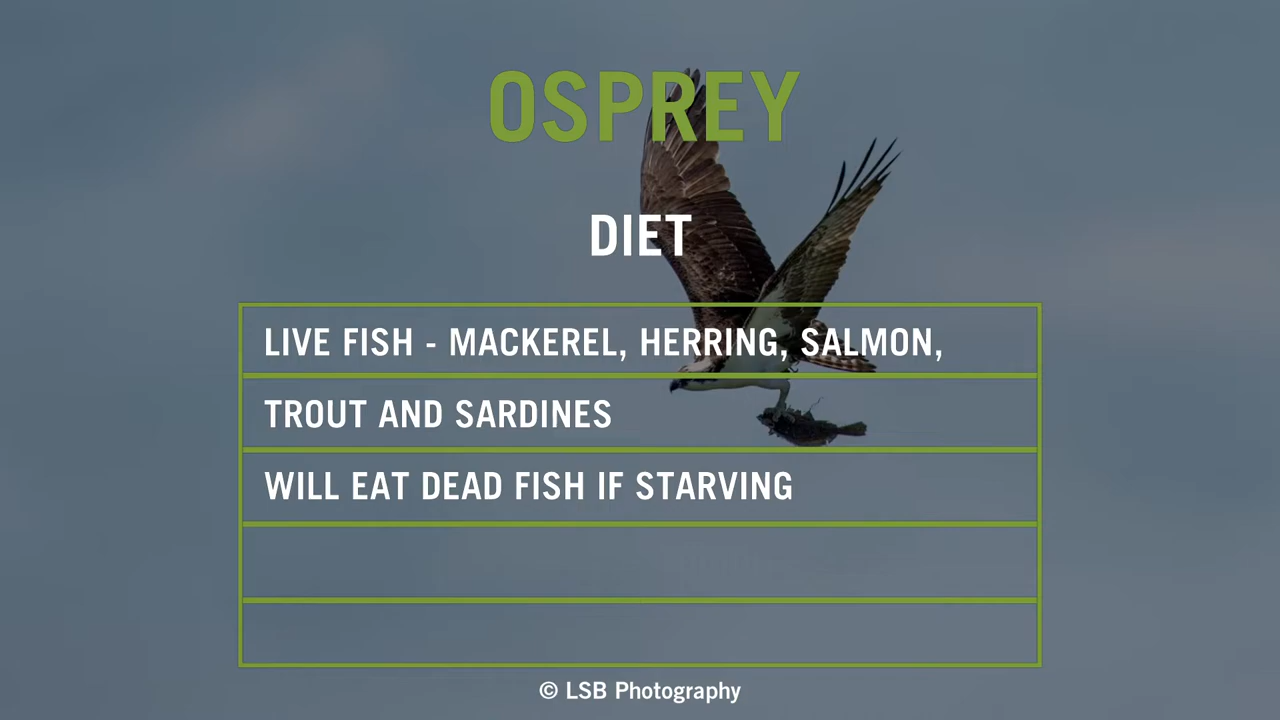 OSPREY
DIET
LIVE FISH - MACKEREL, HERRING, SALMON,
TROUT AND SARDINES
WILL EAT DEAD FISH IF STARVING
© LSB Photography